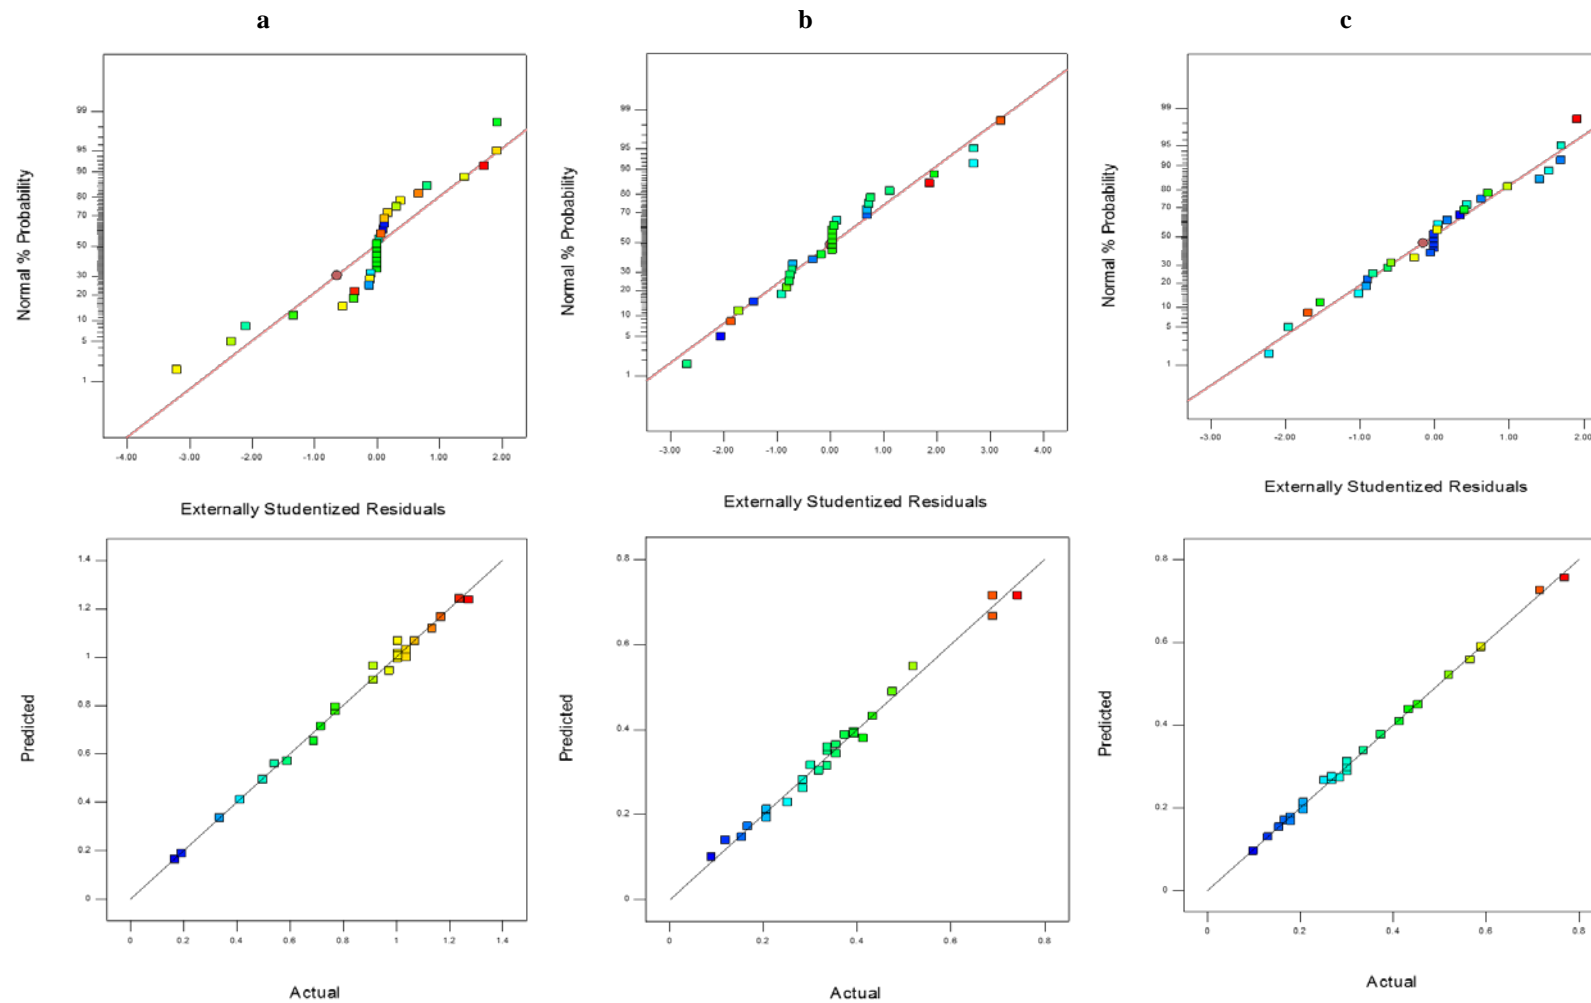 a
b
c
Normal % Probability
99
95
90
80
70
50
30
20
10
5
1
-4.00 -3.00 -2.00 -1.00 0.00 1.00 2.00
Externally Studentized Residuals
Normal % Probability
99
95
90
80
70
50
30
20
10
5
1
-3.00 -2.00 -1.00 0.00 1.00 2.00 3.00 4.00
Externally Studentized Residuals
Normal % Probability
99
95
90
80
70
50
30
20
10
5
1
-3.00 -2.00 -1.00 0.00 1.00 2.00
Externally Studentized Residuals
Predicted
1.4
1.2
1
0.8
0.6
0.4
0.2
0
0 0.2 0.4 0.6 0.8 1 1.2 1.4
Actual
Predicted
0.8
0.6
0.4
0.2
0
0 0.2 0.4 0.6 0.8
Actual
Predicted
0.8
0.6
0.4
0.2
0
0 0.2 0.4 0.6 0.8
Actual